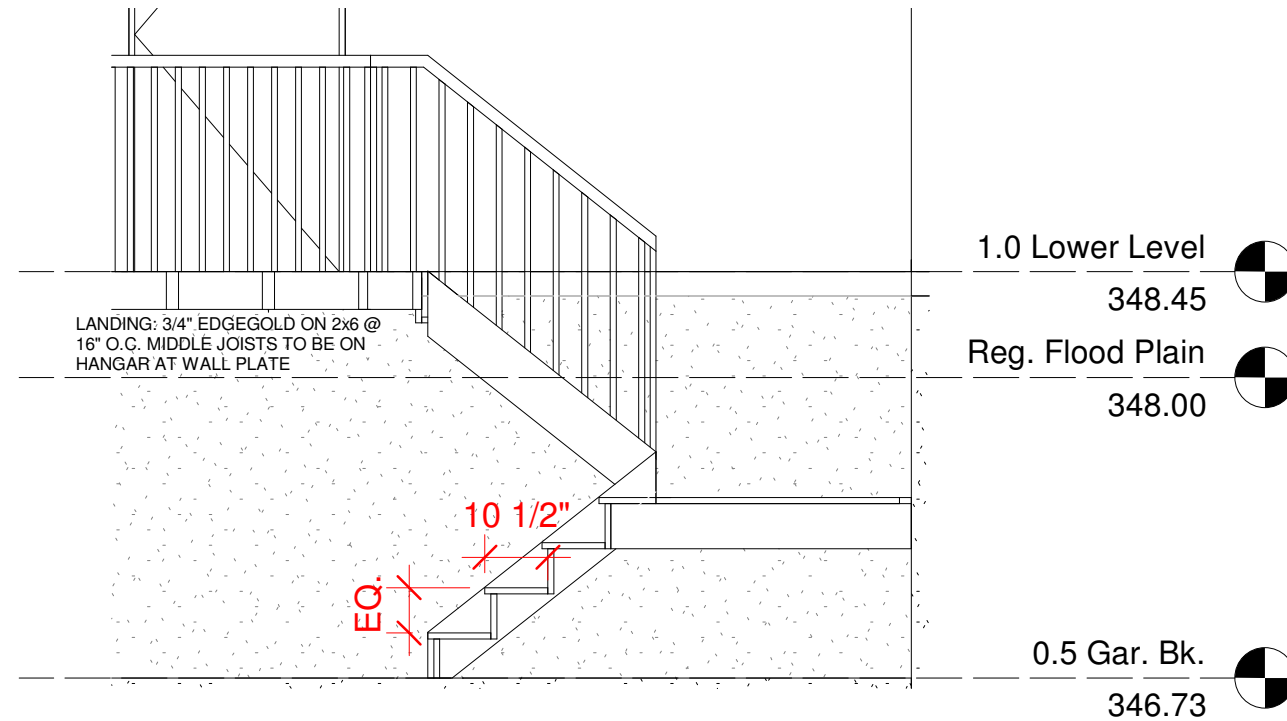 1.0 Lower Level
348.45
LANDING: 3/4" EDGEGOLD ON 2x6 @
16" O.C. MIDDLE JOISTS TO BE ON
HANGAR AT WALL PLATE
Reg. Flood Plain
348.00
10 1/2"
EQ.
0.5 Gar. Bk.
346.73